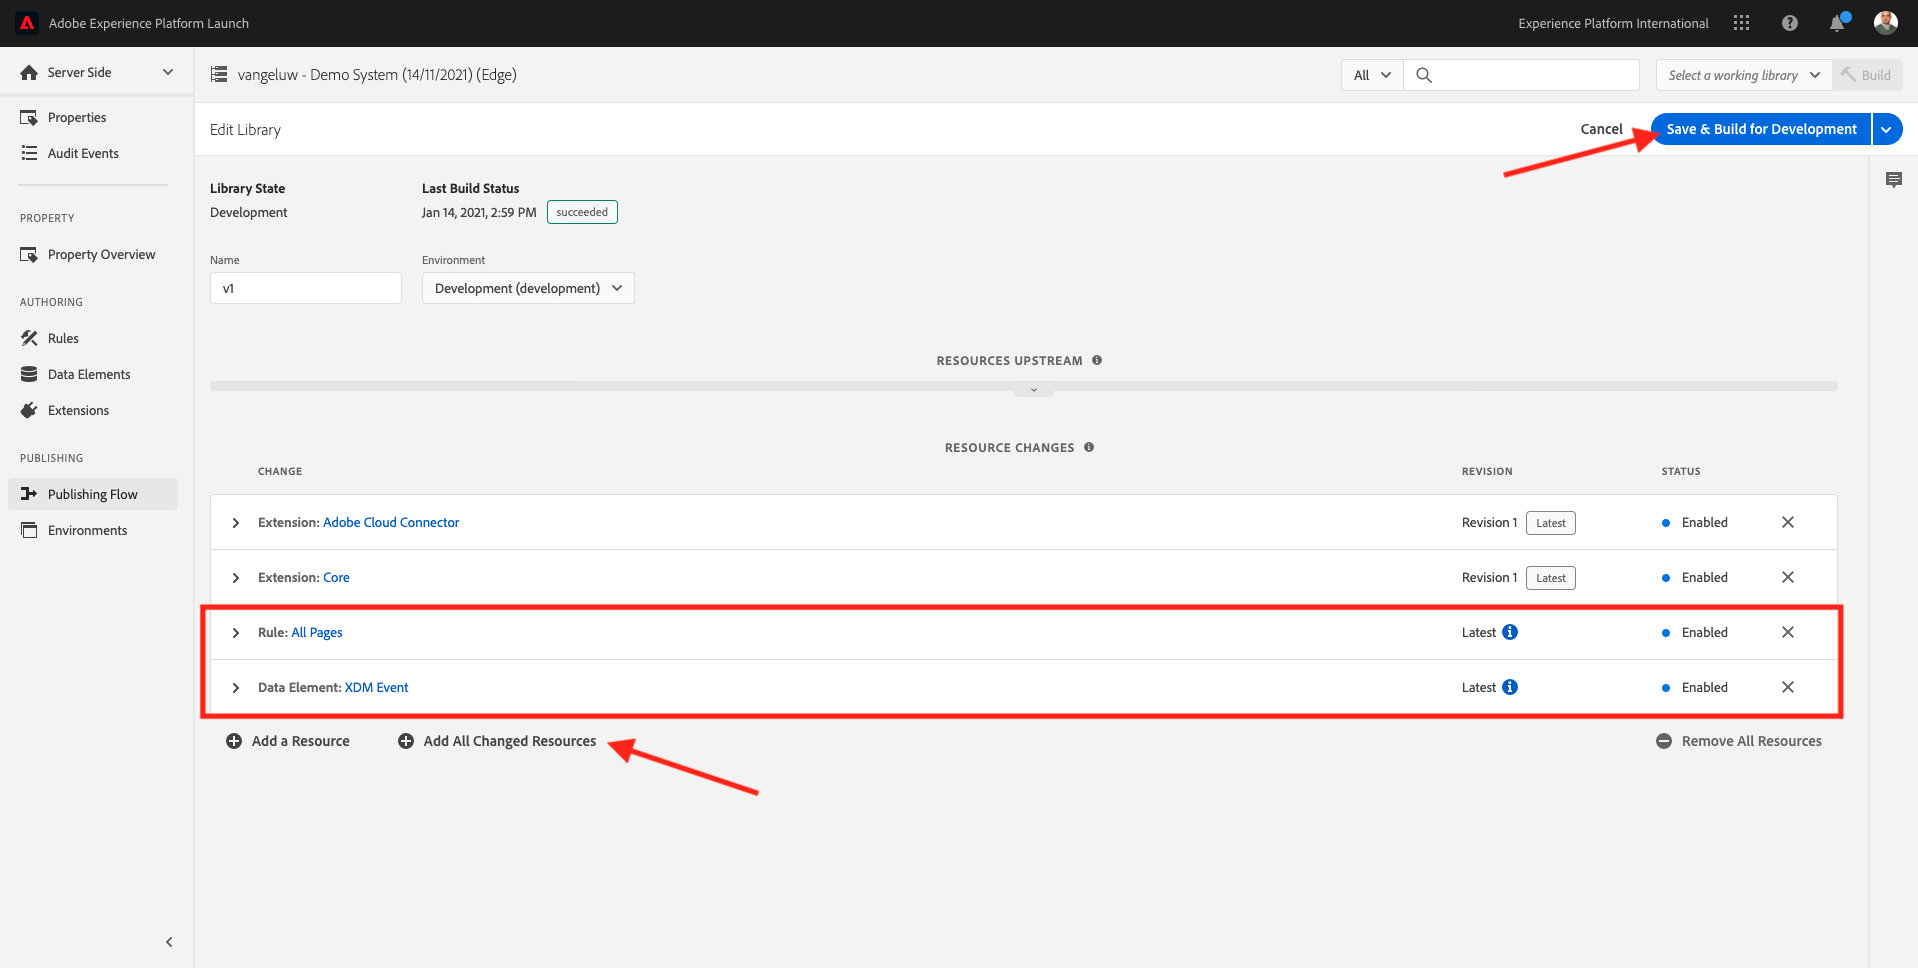 Adobe Experience Platform Launch
Experience Platform International
Server Side
vangeluw - Demo System (14/11/2021) (Edge)
All
Select a working library
Build
Properties
Audit Events
Edit Library
Cancel
Save & Build for Development
PROPERTY
Property Overview
AUTHORING
Rules
Data Elements
Extensions
PUBLISHING
Publishing Flow
Environments
Library State
Development
Last Build Status
Jan 14, 2021, 2:59 PM
succeeded
Name
v1
Environment
Development (development)
RESOURCES UPSTREAM
RESOURCE CHANGES
CHANGE REVISION STATUS
Extension: Adobe Cloud Connector Revision 1 Latest Enabled
Extension: Core Revision 1 Latest Enabled
Rule: All Pages Latest Enabled
Data Element: XDM Event Latest Enabled
Add a Resource Add All Changed Resources Remove All Resources